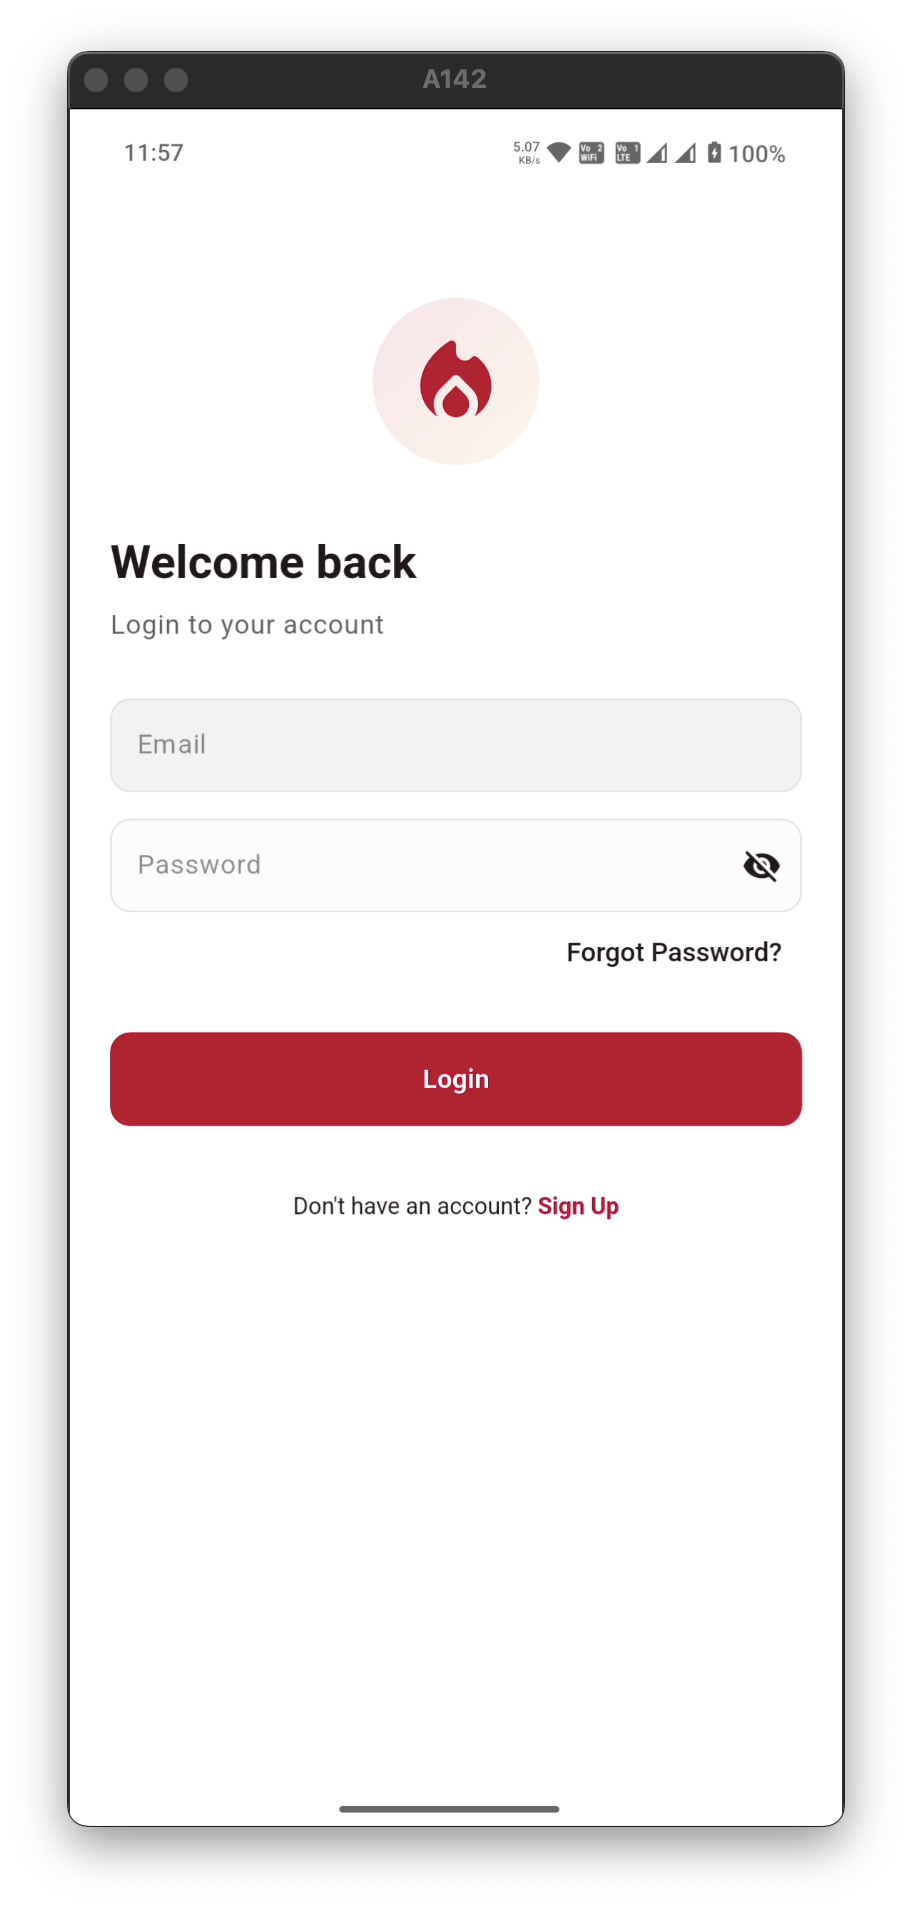 A142
11:57
5.07
KB/s
Vo 2
WiFi
Vo 1
LTE
100%
Welcome back
Login to your account
Email
Password
Forgot Password?
Login
Don't have an account? Sign Up